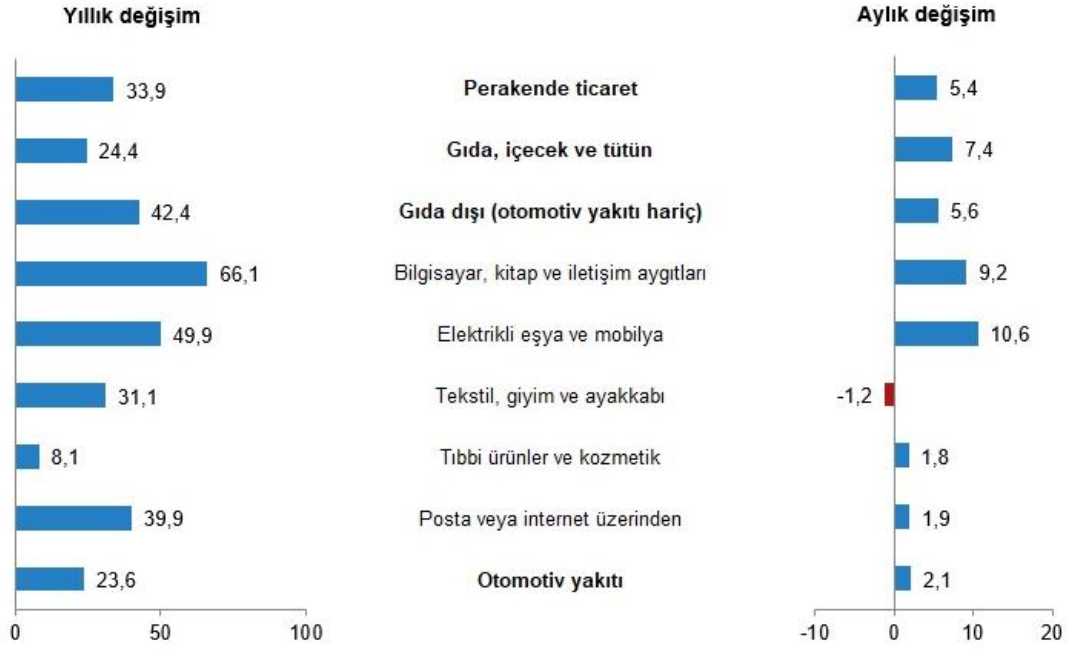 Yıllık değişim Aylık değişim
33,9 Perakende ticaret 5,4
24,4 Gıda, içecek ve tütün 7,4
42,4 Gıda dışı (otomotiv yakıtı hariç) 5,6
66,1 Bilgisayar, kitap ve iletişim aygıtları 9,2
49,9 Elektrikli eşya ve mobilya 10,6
31,1 Tekstil, giyim ve ayakkabı -1,2
8,1 Tıbbi ürünler ve kozmetik 1,8
39,9 Posta veya internet üzerinden 1,9
23,6 Otomotiv yakıtı 2,1
0 50 100 -10 0 10 20